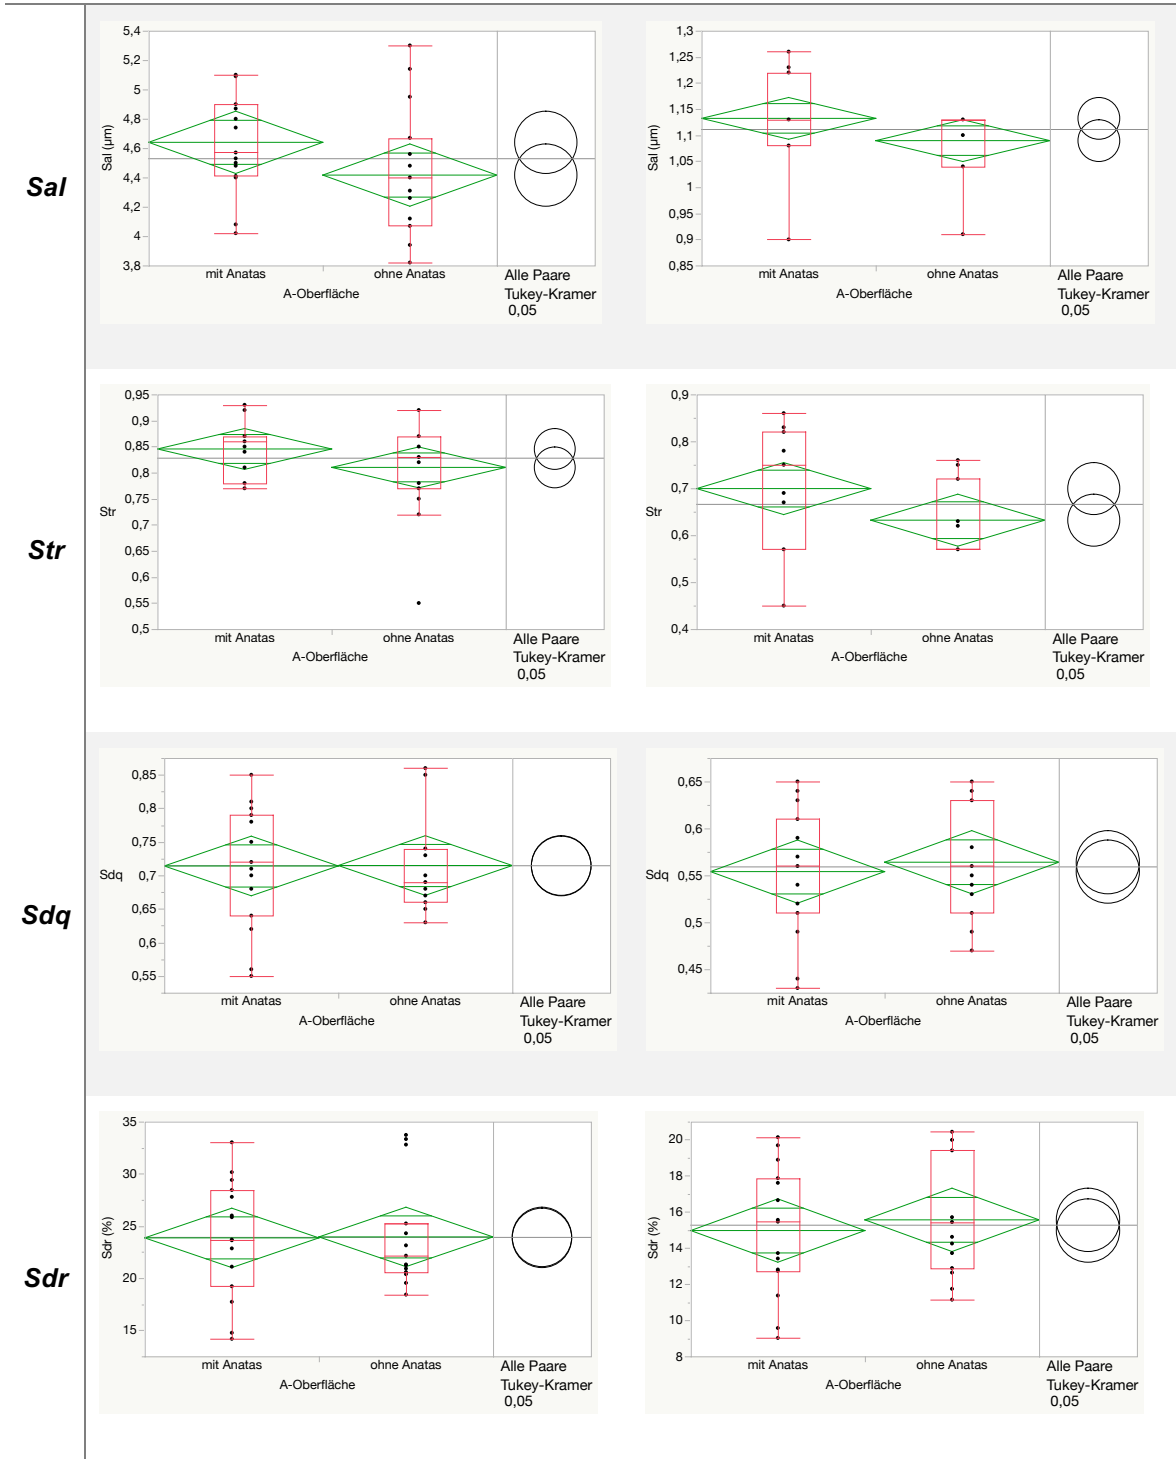 Sal
5,4
5,2
5
4,8
4,6
4,4
4,2
4
3,8
Sal (µm)
mit Anatas
ohne Anatas
A-Oberfläche
Alle Paare
Tukey-Kramer
0,05
1,3
1,25
1,2
1,15
1,1
1,05
1
0,95
0,9
0,85
Sal (µm)
mit Anatas
ohne Anatas
A-Oberfläche
Alle Paare
Tukey-Kramer
0,05
Str
0,95
0,9
0,85
0,8
0,75
0,7
0,65
0,6
0,55
0,5
Str
mit Anatas
ohne Anatas
A-Oberfläche
Alle Paare
Tukey-Kramer
0,05
0,9
0,8
0,7
0,6
0,5
0,4
Str
mit Anatas
ohne Anatas
A-Oberfläche
Alle Paare
Tukey-Kramer
0,05
Sdq
0,85
0,8
0,75
0,7
0,65
0,6
0,55
Sdq
mit Anatas
ohne Anatas
A-Oberfläche
Alle Paare
Tukey-Kramer
0,05
0,65
0,6
0,55
0,5
0,45
Sdq
mit Anatas
ohne Anatas
A-Oberfläche
Alle Paare
Tukey-Kramer
0,05
Sdr
35
30
25
20
15
Sdr (%)
mit Anatas
ohne Anatas
A-Oberfläche
Alle Paare
Tukey-Kramer
0,05
20
18
16
14
12
10
8
Sdr (%)
mit Anatas
ohne Anatas
A-Oberfläche
Alle Paare
Tukey-Kramer
0,05